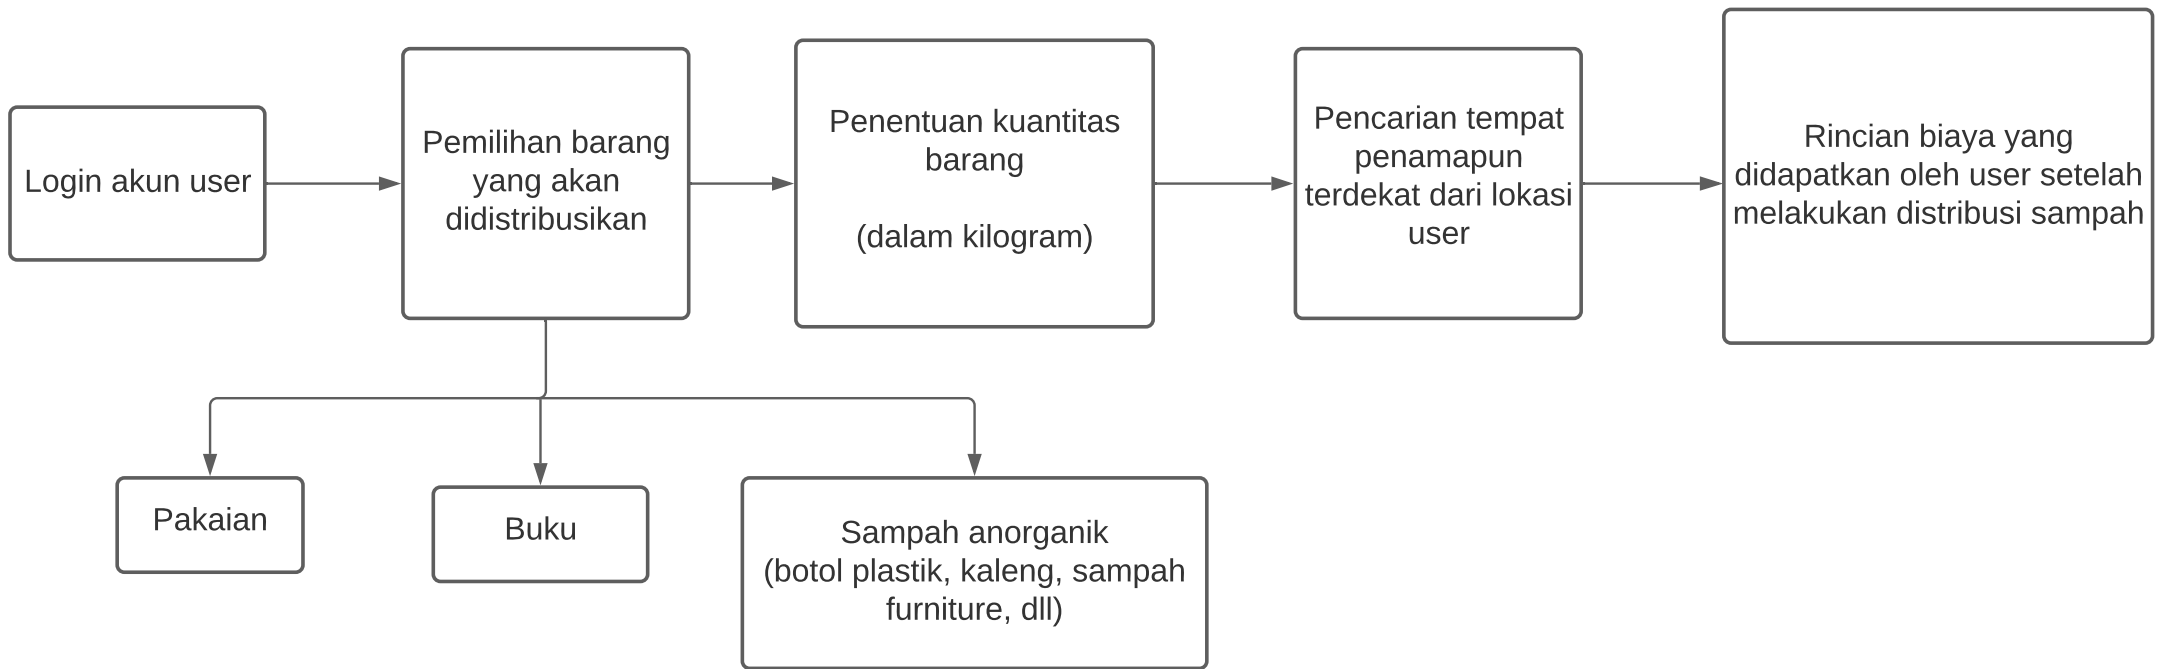 Login akun user
Pemilihan barang
yang akan
didistribusikan
Penentuan kuantitas
barang
(dalam kilogram)
Pencarian tempat
penamapun
terdekat dari lokasi
user
Rincian biaya yang
didapatkan oleh user setelah
melakukan distribusi sampah
Pakaian
Buku
Sampah anorganik
(botol plastik, kaleng, sampah
furniture, dll)